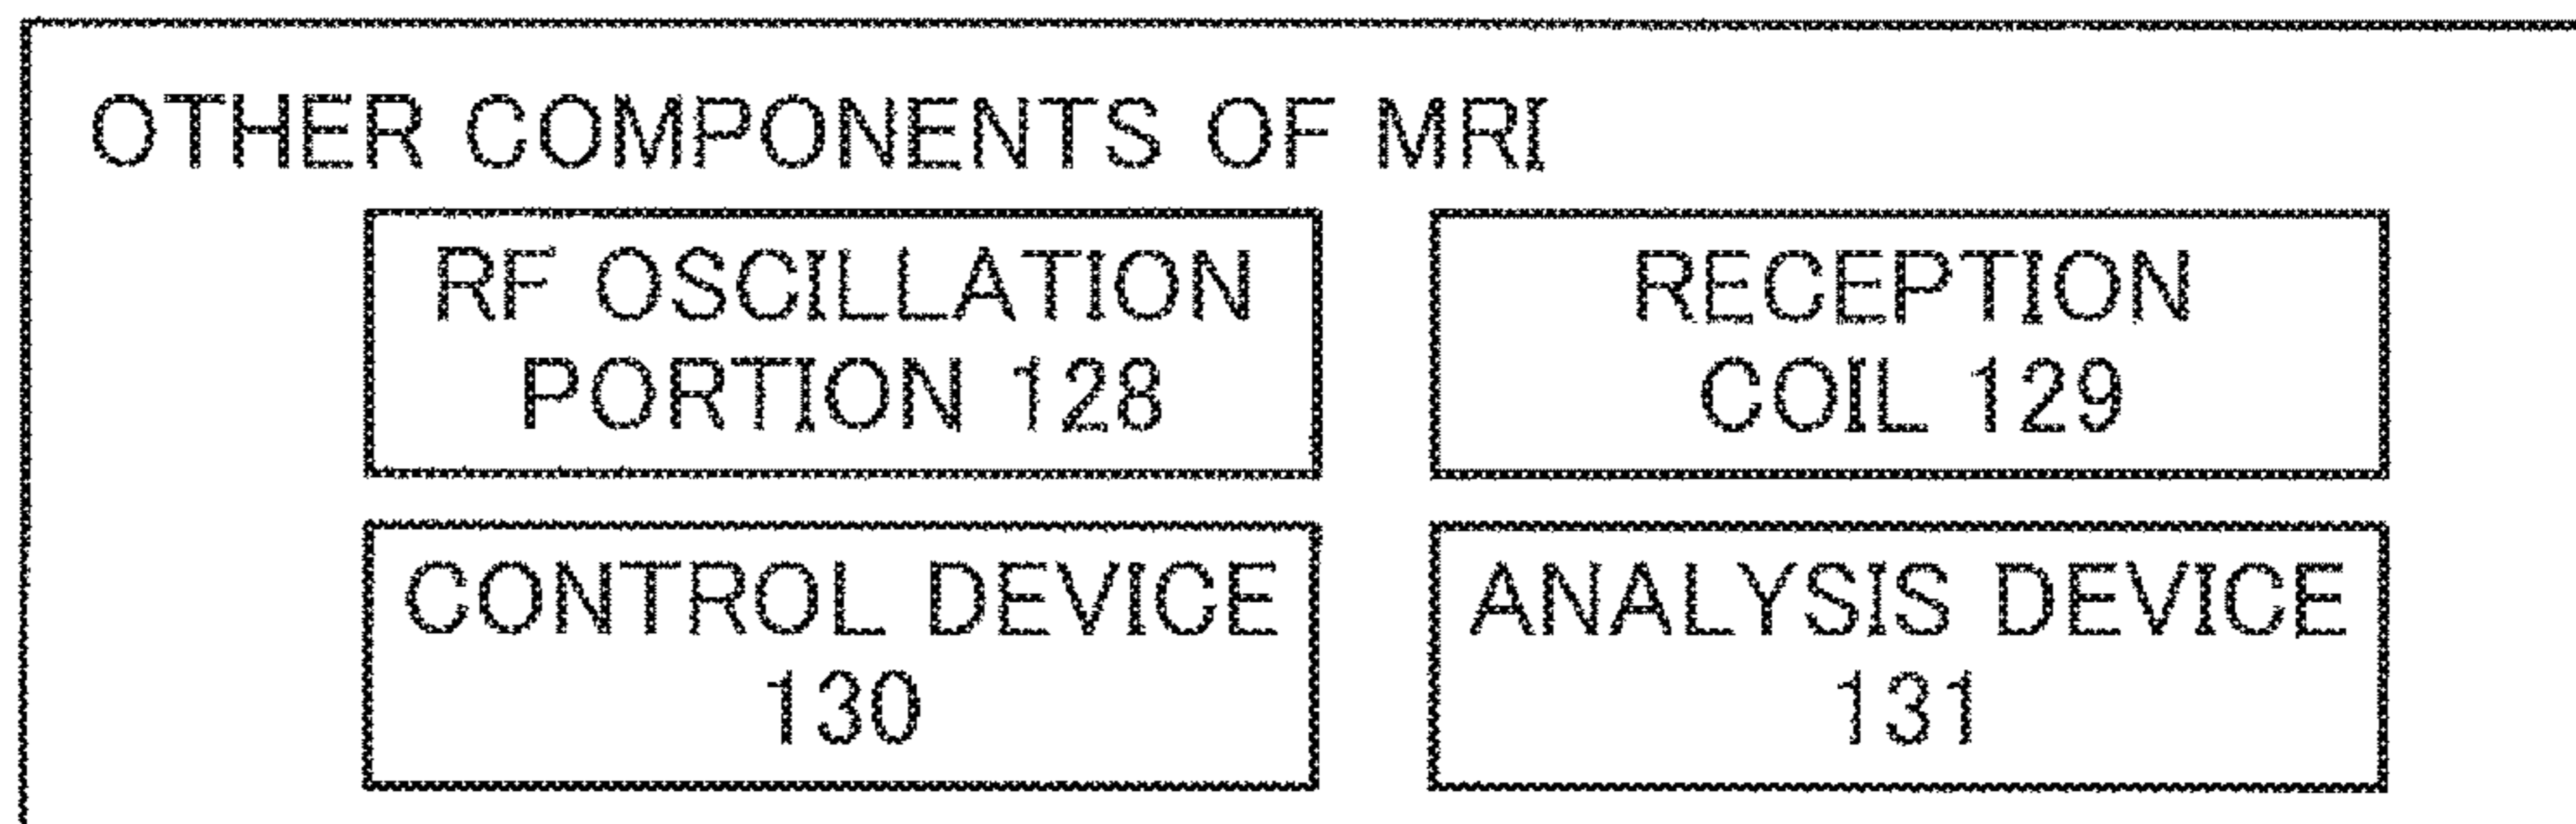 OTHER COMPONENTS OF MRI
RF OSCILLATION
PORTION 128
RECEPTION
COIL 129
CONTROL DEVICE
130
ANALYSIS DEVICE
131